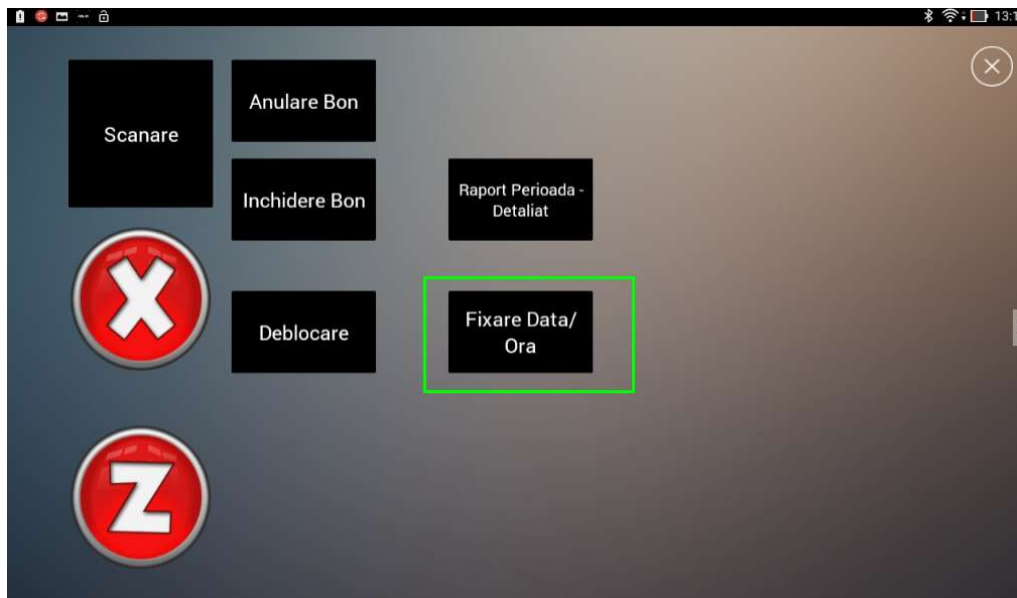 13:1
Scanare
Anulare Bon
Inchidere Bon
Raport Perioada -
Detaliat
X
Deblocare
Fixare Data/
Ora
Z